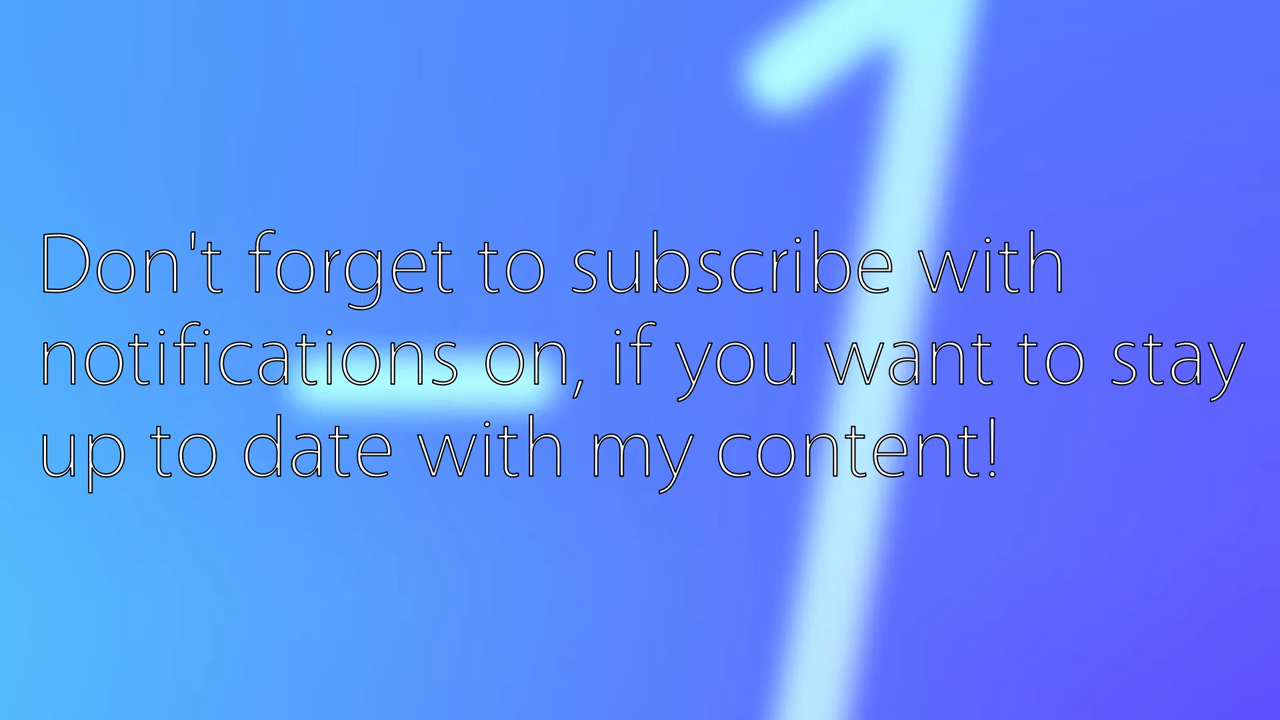 Don't forget to subscribe with
notifications on, if you want to stay
up to date with my content!